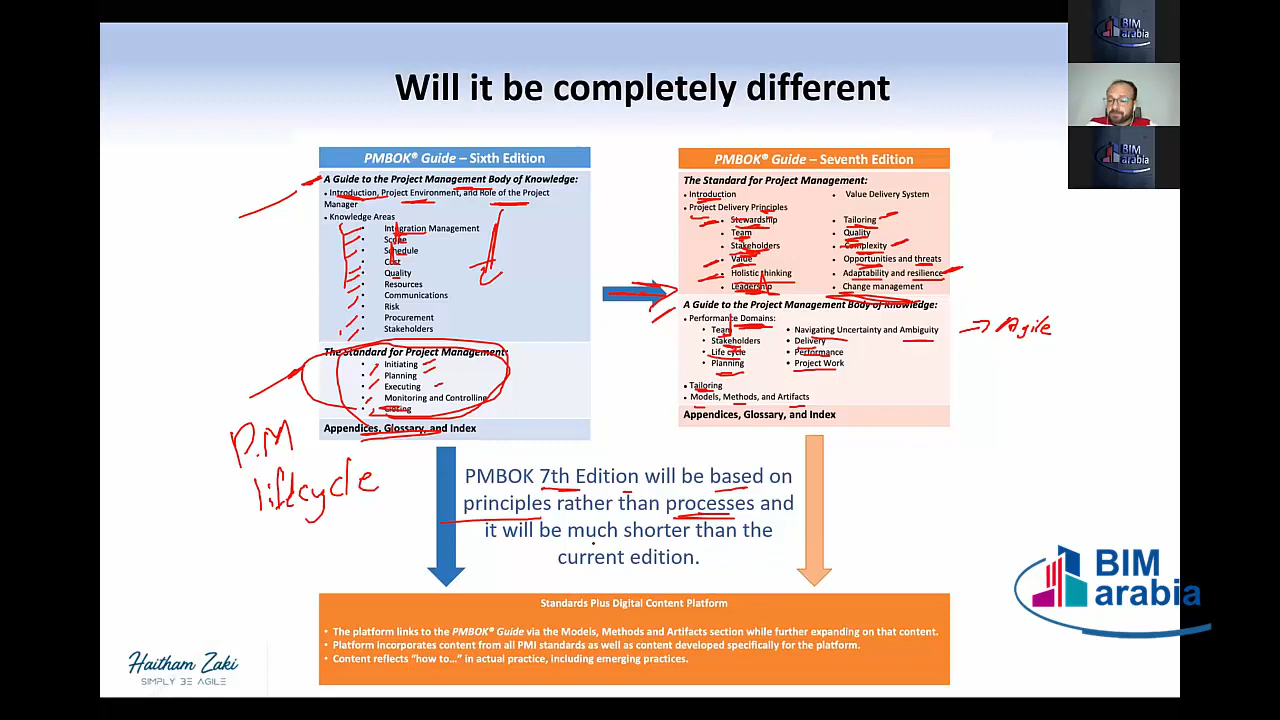 Will it be completely different
PMBOK® Guide – Sixth Edition
A Guide to the Project Management Body of Knowledge:
• Introduction, Project Environment, and Role of the Project
Manager
• Knowledge Areas
• Integration Management
• Scope
• Schedule
• Cost
• Quality
• Resources
• Communications
• Risk
• Procurement
• Stakeholders
The Standard for Project Management:
• Initiating
• Planning
• Executing
• Monitoring and Controlling
• Closing
Appendices, Glossary, and Index
PMBOK® Guide – Seventh Edition
The Standard for Project Management:
• Introduction
• Value Delivery System
• Project Delivery Principles
• Stewardship
• Team
• Stakeholders
• Value
• Holistic thinking
• Leadership
• Tailoring
• Quality
• Complexity
• Opportunities and threats
• Adaptability and resilience
• Change management
A Guide to the Project Management Body of Knowledge:
• Performance Domains:
• Team
• Stakeholders
• Life cycle
• Planning
• Navigating Uncertainty and Ambiguity
• Delivery
• Performance
• Project Work
• Tailoring
• Models, Methods, and Artifacts
Appendices, Glossary, and Index
Agile
P.M
lifecycle
PMBOK 7th Edition will be based on
principles rather than processes and
it will be much shorter than the
current edition.
Standards Plus Digital Content Platform
• The platform links to the PMBOK® Guide via the Models, Methods and Artifacts section while further expanding on that content.
• Platform incorporates content from all PMI standards as well as content developed specifically for the platform.
• Content reflects "how to…" in actual practice, including emerging practices.
Haitham Zaki
SIMPLY BE AGILE
BIM
arabia
BIM
arabia
BIM
arabia